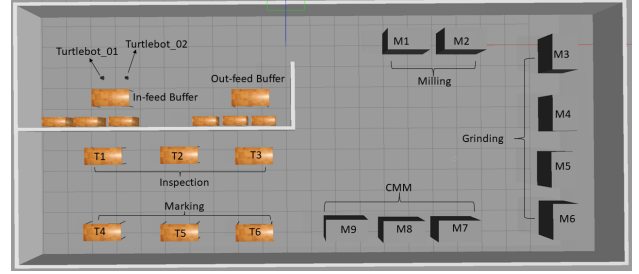 Turtlebot_01
Turtlebot_02
In-feed Buffer
Out-feed Buffer
M1
M2
Milling
M3
M4
Grinding
M5
M6
T1
T2
T3
Inspection
Marking
T4
T5
T6
CMM
M9
M8
M7